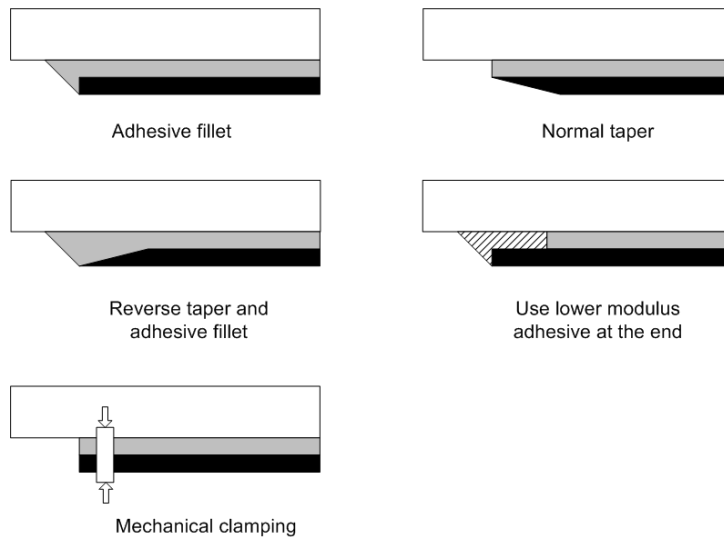 Adhesive fillet
Normal taper
Reverse taper and
adhesive fillet
Use lower modulus
adhesive at the end
Mechanical clamping